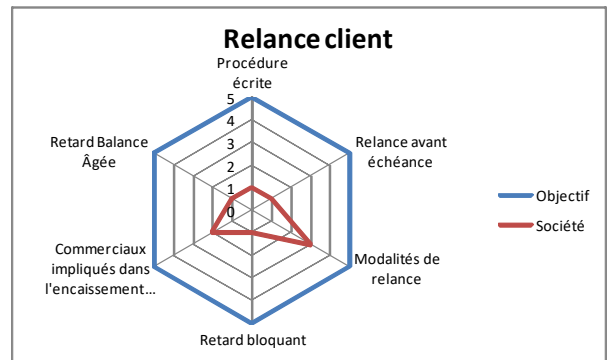 Relance client
Procédure
écrite
5
4
3
2
1
0
Relance avant
échéance
Modalités de
relance
Retard bloquant
Commerciaux
impliqués dans
l'encaissement...
Retard Balance
Âgée
Objectif
Société